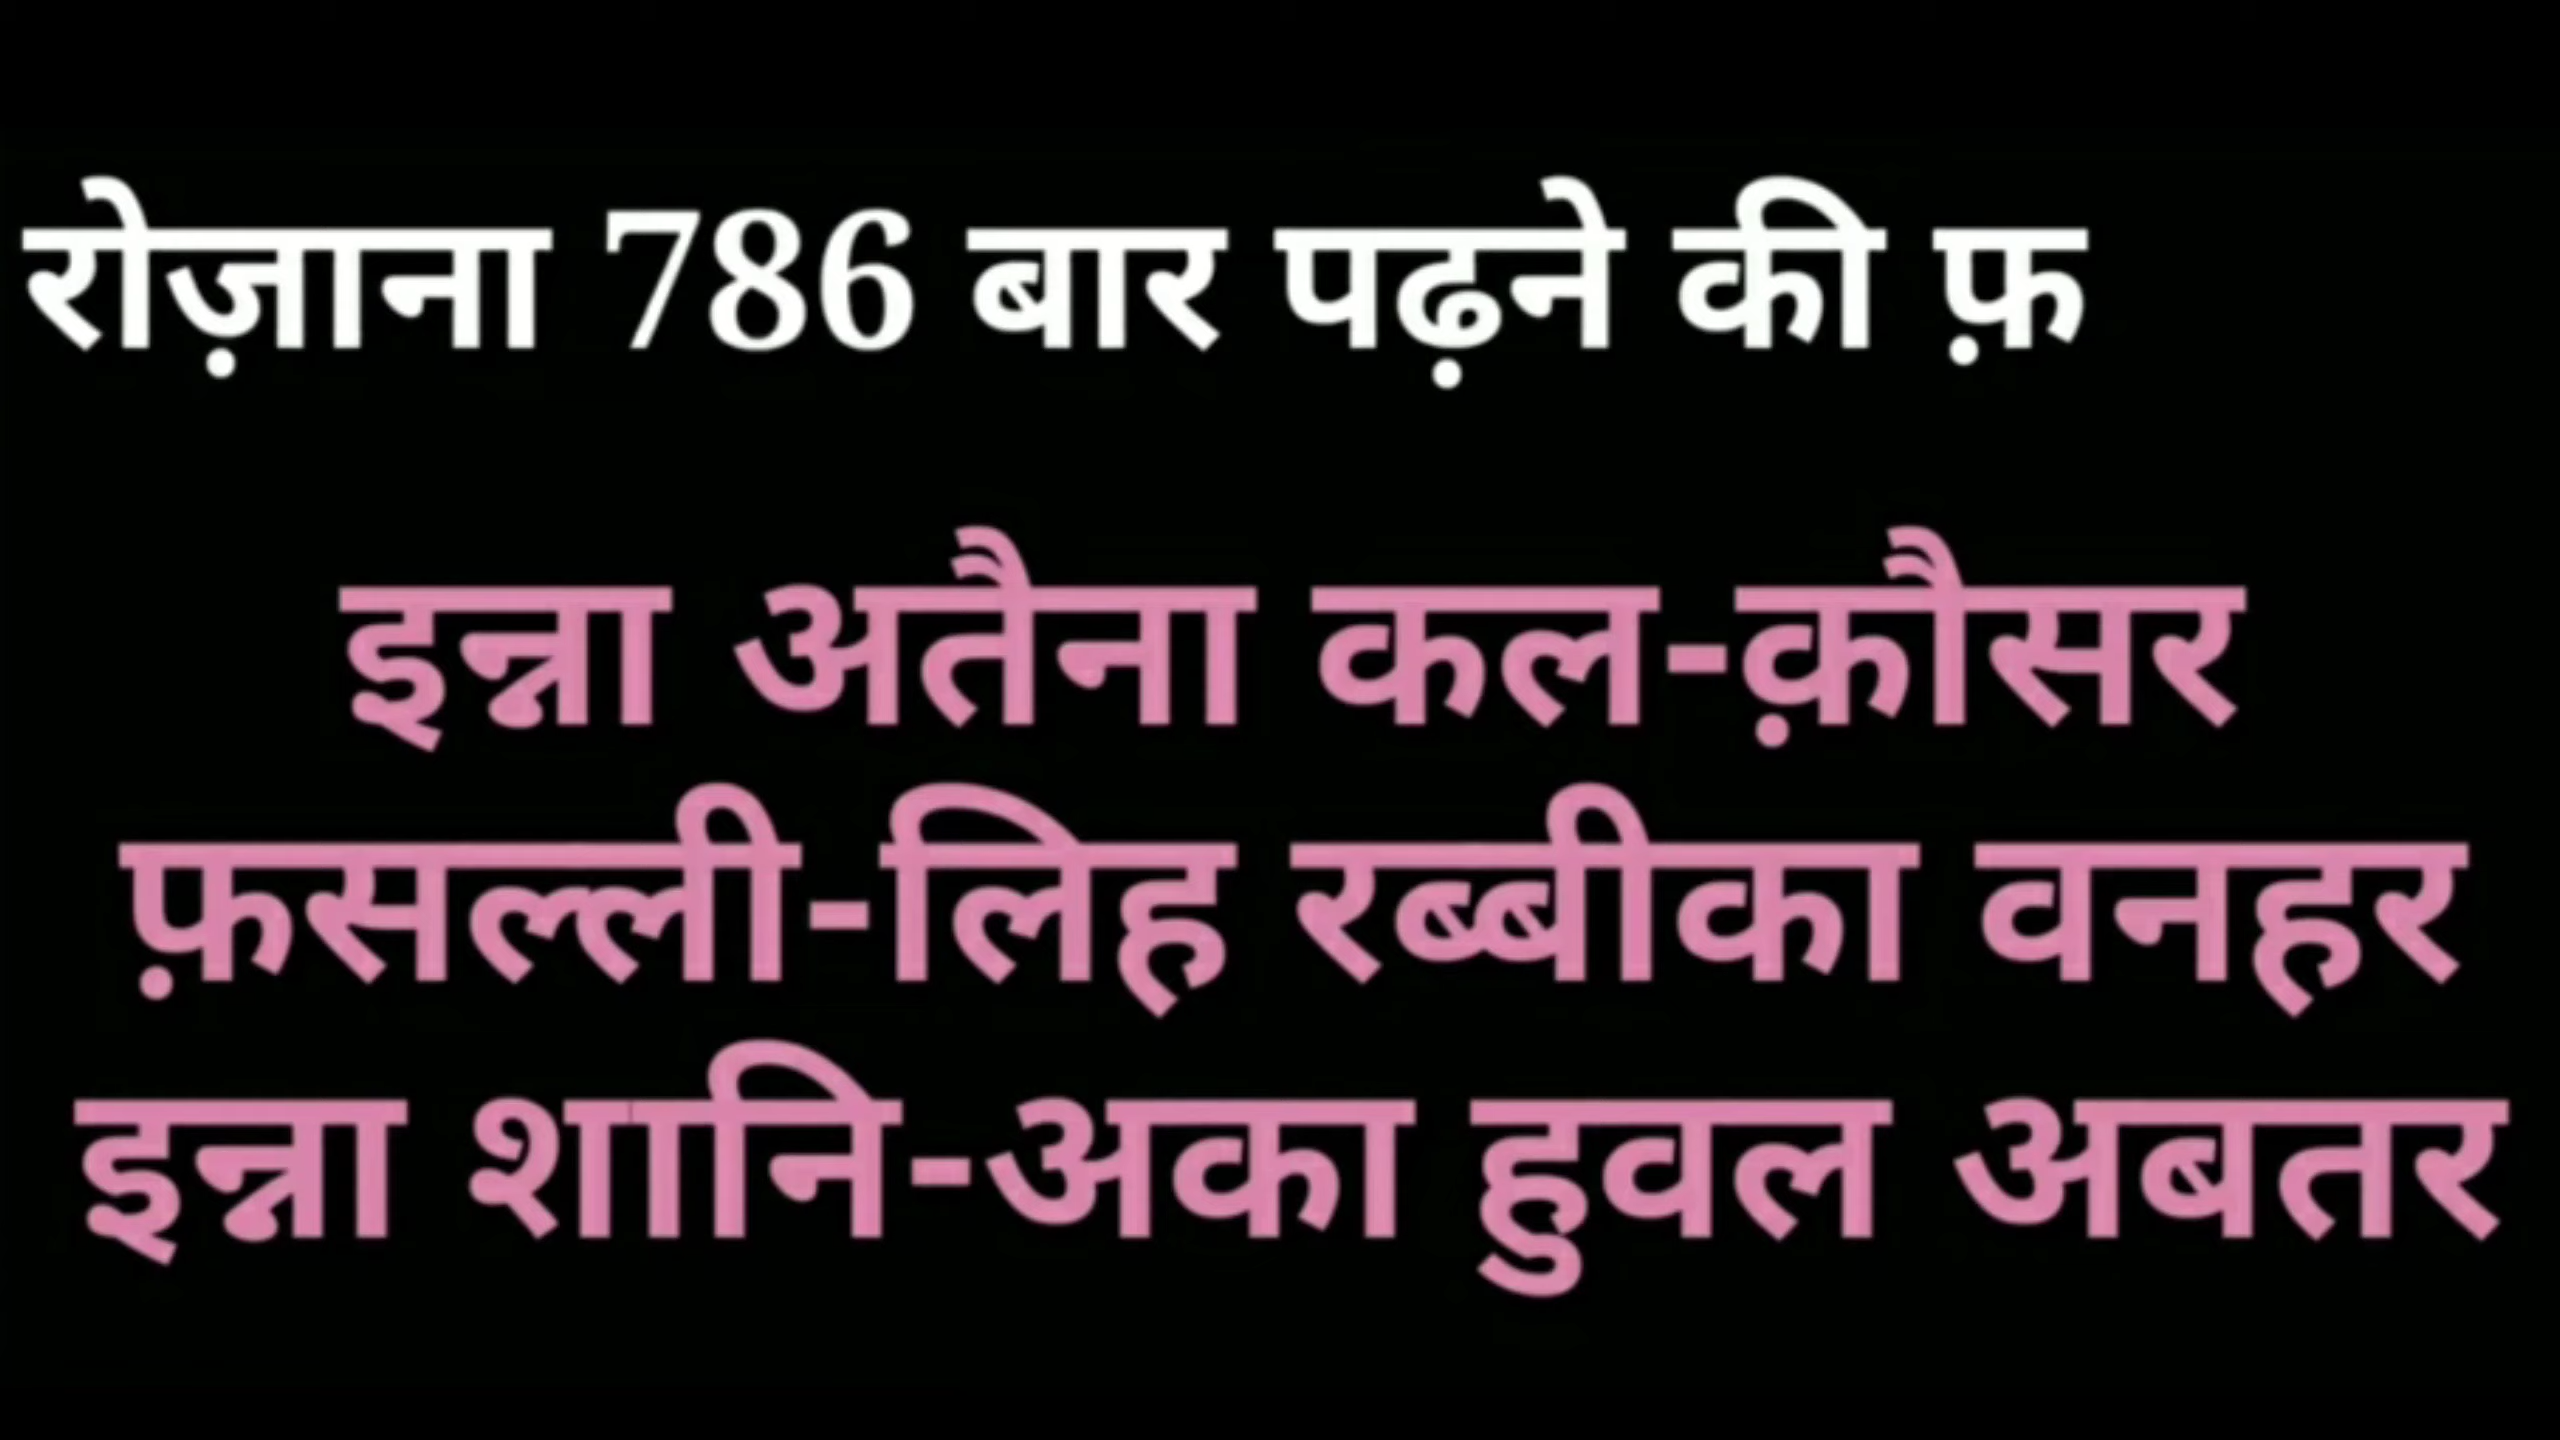 रोज़ाना 786 बार पढ़ने की फ़
इन्ना अतैना कल-क़ौसर
फ़सल्ली-लिह रब्बीका वनहर
इन्ना शानि-अका हुवल अबतर